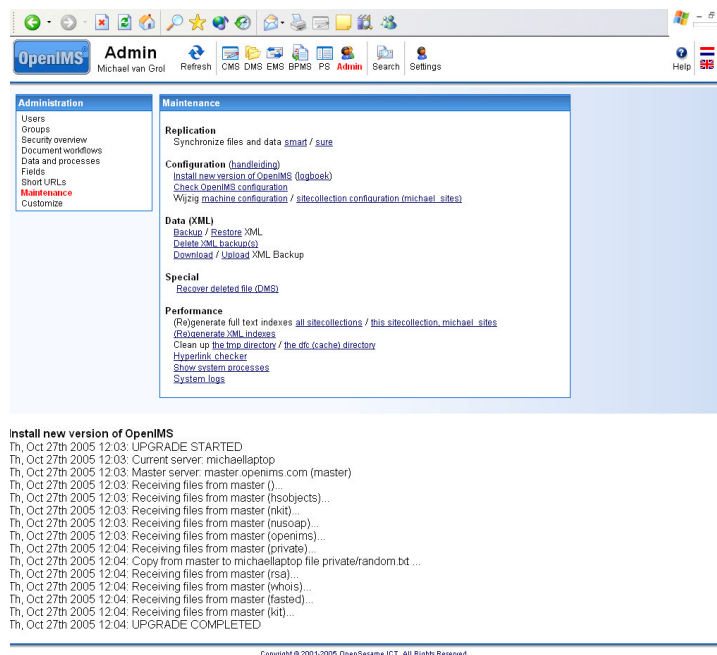 OpenIMS
Admin
Michael van Grol
Refresh CMS DMS EMS BPMS PS Admin Search Settings Help
Administration
Users
Groups
Security overview
Document workflows
Data and processes
Fields
Short URLs
Maintenance
Customize
Maintenance
Replication
Synchronize files and data smart / sure
Configuration (handleiding)
Install new version of OpenIMS (logboek)
Check OpenIMS configuration
Wijzig machine configuration / sitecollection configuration (michael_sites)
Data (XML)
Backup / Restore XML
Delete XML backup(s)
Download / Upload XML Backup
Special
Recover deleted file (DMS)
Performance
(Re)generate full text indexes all sitecollections / this sitecollection, michael_sites
(Re)generate XML indexes
Clean up the tmp directory / the dfc (cache) directory
Hyperlink checker
Show system processes
System logs
Install new version of OpenIMS
Th, Oct 27th 2005 12:03: UPGRADE STARTED
Th, Oct 27th 2005 12:03: Current server: michaellaptop
Th, Oct 27th 2005 12:03: Master server: master.openims.com (master)
Th, Oct 27th 2005 12:03: Receiving files from master ()...
Th, Oct 27th 2005 12:03: Receiving files from master (hsobjects)...
Th, Oct 27th 2005 12:03: Receiving files from master (nkit)...
Th, Oct 27th 2005 12:03: Receiving files from master (nusoap)...
Th, Oct 27th 2005 12:03: Receiving files from master (openims)...
Th, Oct 27th 2005 12:04: Receiving files from master (private)...
Th, Oct 27th 2005 12:04: Copy from master to michaellaptop file private/random.txt ...
Th, Oct 27th 2005 12:04: Receiving files from master (rsa)...
Th, Oct 27th 2005 12:04: Receiving files from master (whois)...
Th, Oct 27th 2005 12:04: Receiving files from master (fasted)...
Th, Oct 27th 2005 12:04: Receiving files from master (kit)...
Th, Oct 27th 2005 12:04: UPGRADE COMPLETED
Copyright © 2001-2005 OpenSesame ICT. All Rights Reserved